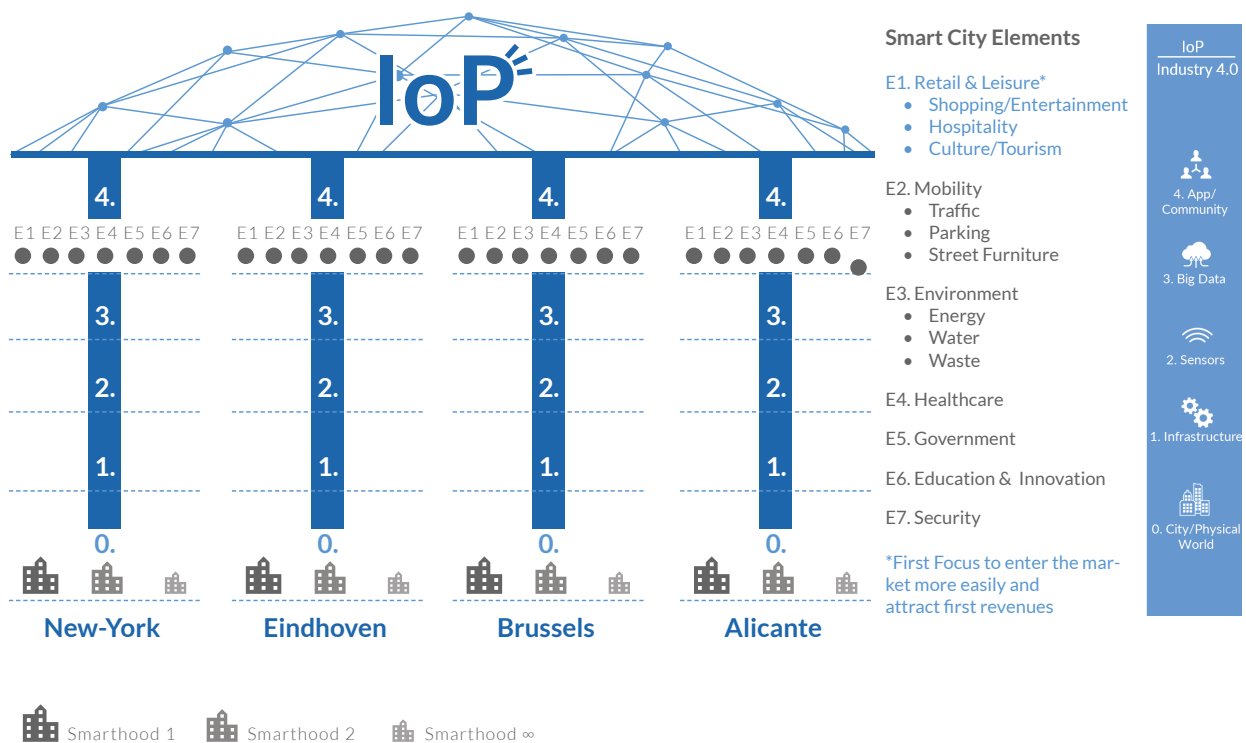 IoP
4.
4.
4.
4.
E1 E2 E3 E4 E5 E6 E7
E1 E2 E3 E4 E5 E6 E7
E1 E2 E3 E4 E5 E6 E7
E1 E2 E3 E4 E5 E6 E7
3.
3.
3.
3.
2.
2.
2.
2.
1.
1.
1.
1.
0.
0.
0.
0.
New-York
Eindhoven
Brussels
Alicante
Smarthood 1
Smarthood 2
Smarthood ∞
Smart City Elements
E1. Retail & Leisure*
• Shopping/Entertainment
• Hospitality
• Culture/Tourism
E2. Mobility
• Traffic
• Parking
• Street Furniture
E3. Environment
• Energy
• Water
• Waste
E4. Healthcare
E5. Government
E6. Education & Innovation
E7. Security
*First Focus to enter the mar-
ket more easily and
attract first revenues
IoP
Industry 4.0
4. App/
Community
3. Big Data
2. Sensors
1. Infrastructure
0. City/Physical
World